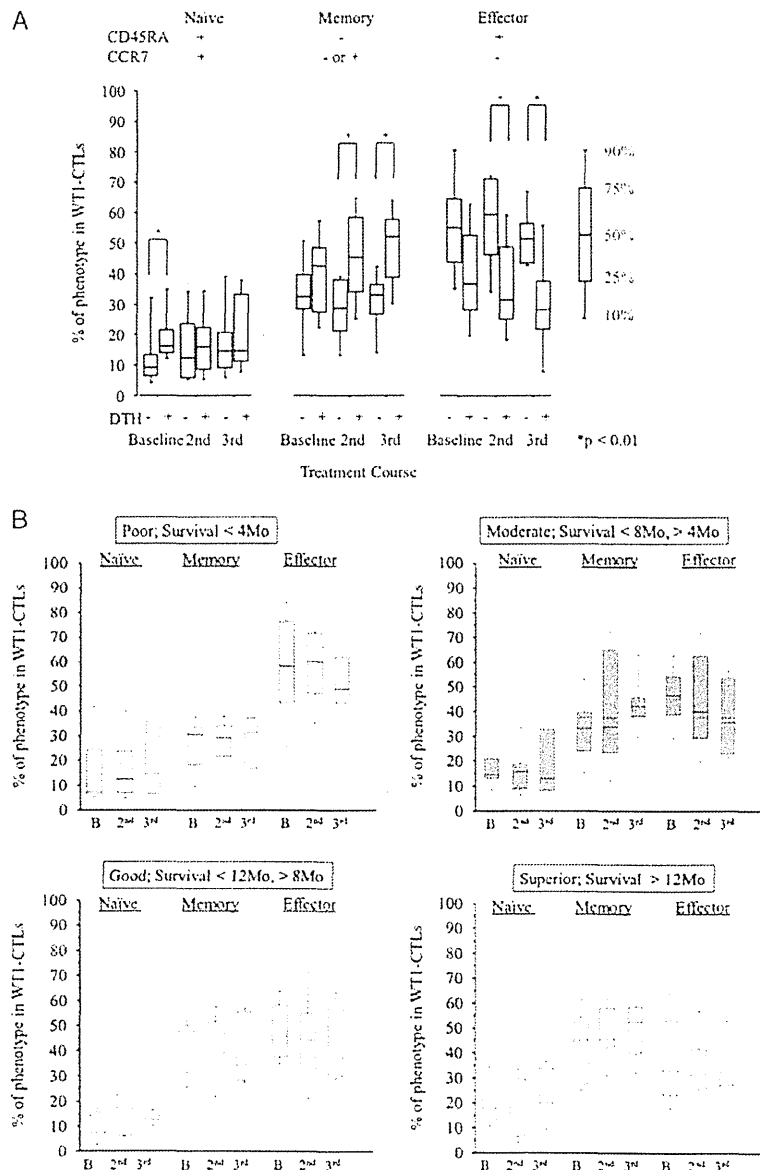 A
Naïve Memory Effector
CD45RA + - +
CCR7 + - or + -
% of phenotype in WT1-CTLs
100
90
80
70
60
50
40
30
20
10
0
*
* *
* *
90%
75%
50%
25%
10%
DTH - + - + - + - + - + - + - + - + - +
Baseline 2nd 3rd Baseline 2nd 3rd Baseline 2nd 3rd *p < 0.01
Treatment Course
B
Poor; Survival < 4Mo
Naïve Memory Effector
% of phenotype in WT1-CTLs
100
90
80
70
60
50
40
30
20
10
0
B 2nd 3rd B 2nd 3rd B 2nd 3rd
Moderate; Survival < 8Mo, > 4Mo
Naïve Memory Effector
% of phenotype in WT1-CTLs
100
90
80
70
60
50
40
30
20
10
0
B 2nd 3rd B 2nd 3rd B 2nd 3rd
Good; Survival < 12Mo, > 8Mo
Naïve Memory Effector
% of phenotype in WT1-CTLs
100
90
80
70
60
50
40
30
20
10
0
B 2nd 3rd B 2nd 3rd B 2nd 3rd
Superior; Survival > 12Mo
Naïve Memory Effector
% of phenotype in WT1-CTLs
100
90
80
70
60
50
40
30
20
10
0
B 2nd 3rd B 2nd 3rd B 2nd 3rd